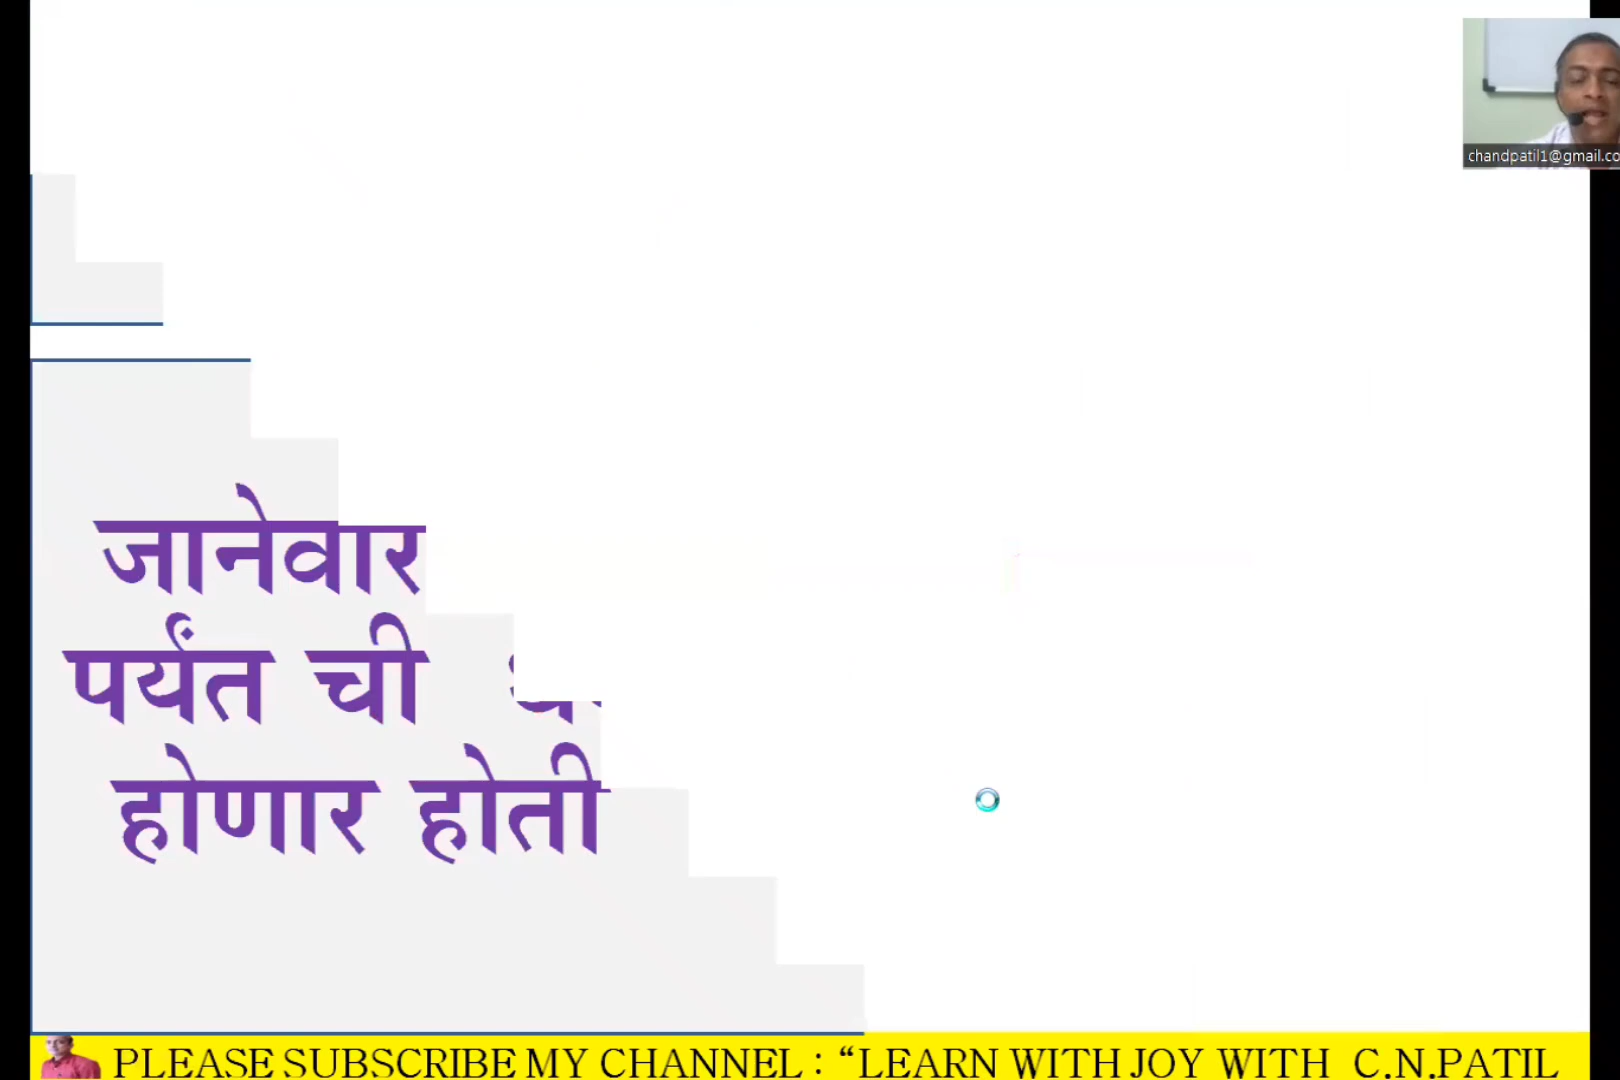 chandpatil1@gmail.co
जानेवार
पर्यंत ची
होणार होती
PLEASE SUBSCRIBE MY CHANNEL : “LEARN WITH JOY WITH C.N.PATIL